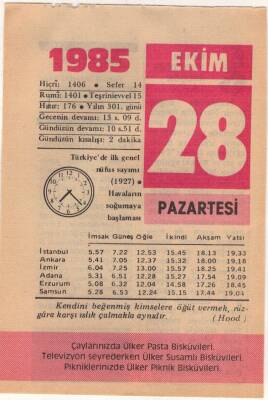 1985
EKİM
28
PAZARTESİ
Hicrî: 1406 • Sefer 14
Rumî: 1401 • Teşrinievvel 15
Hızır: 176 • Yılın 301. günü
Gecenin devamı: 13 s. 09 d.
Gündüzün devamı: 10 s. 51 d.
Gündüzün kısalışı: 2 dakika
Türkiye'de ilk genel
nüfus sayımı
(1927) •
Havaların
soğumaya
başlaması
İmsak Güneş Öğle İkindi Akşam Yatsı
İstanbul 5.57 7.22 12.53 15.45 18.13 19.33
Ankara 5.41 7.05 12.37 15.32 18.00 19.18
İzmir 6.04 7.25 13.00 15.57 18.25 19.41
Adana 5.31 6.51 12.28 15.27 17.54 19.09
Erzurum 5.08 6.32 12.04 14.58 17.26 18.45
Samsun 5.28 6.53 12.24 15.15 17.44 19.04
Kendini beğenmiş kimselere öğüt vermek, rüz-
gâra karşı ıslık çalmakla aynıdır.
(Hood)
Çaylarınızda Ülker Pasta Bisküvileri.
Televizyon seyrederken Ülker Susamlı Bisküvileri.
Pikniklerinizde Ülker Piknik Bisküvileri.